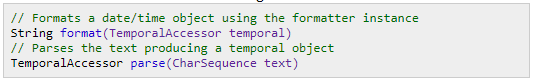 // Formats a date/time object using the formatter instance
String format(TemporalAccessor temporal)
// Parses the text producing a temporal object
TemporalAccessor parse(CharSequence text)